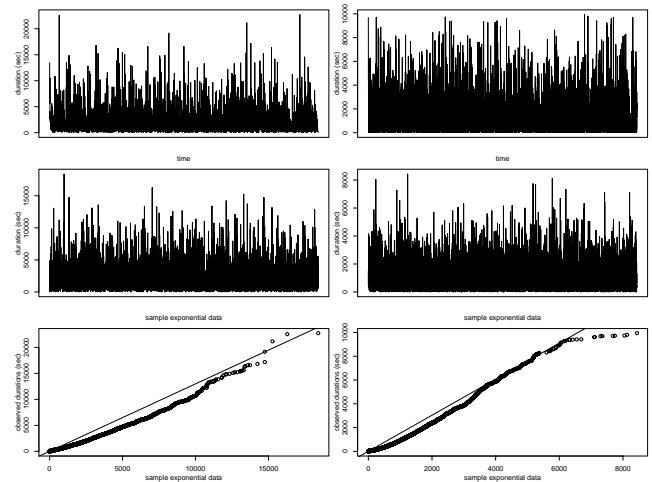 duration (sec)
0 5000 10000 20000
time
duration (sec)
0 2000 4000 6000 8000 10000
time
duration (sec)
0 5000 10000 15000
sample exponential data
duration (sec)
0 2000 4000 6000 8000
sample exponential data
observed durations (sec)
0 5000 10000 20000
0 5000 10000 15000
sample exponential data
observed durations (sec)
0 2000 4000 6000 8000 10000
0 2000 4000 6000 8000
sample exponential data